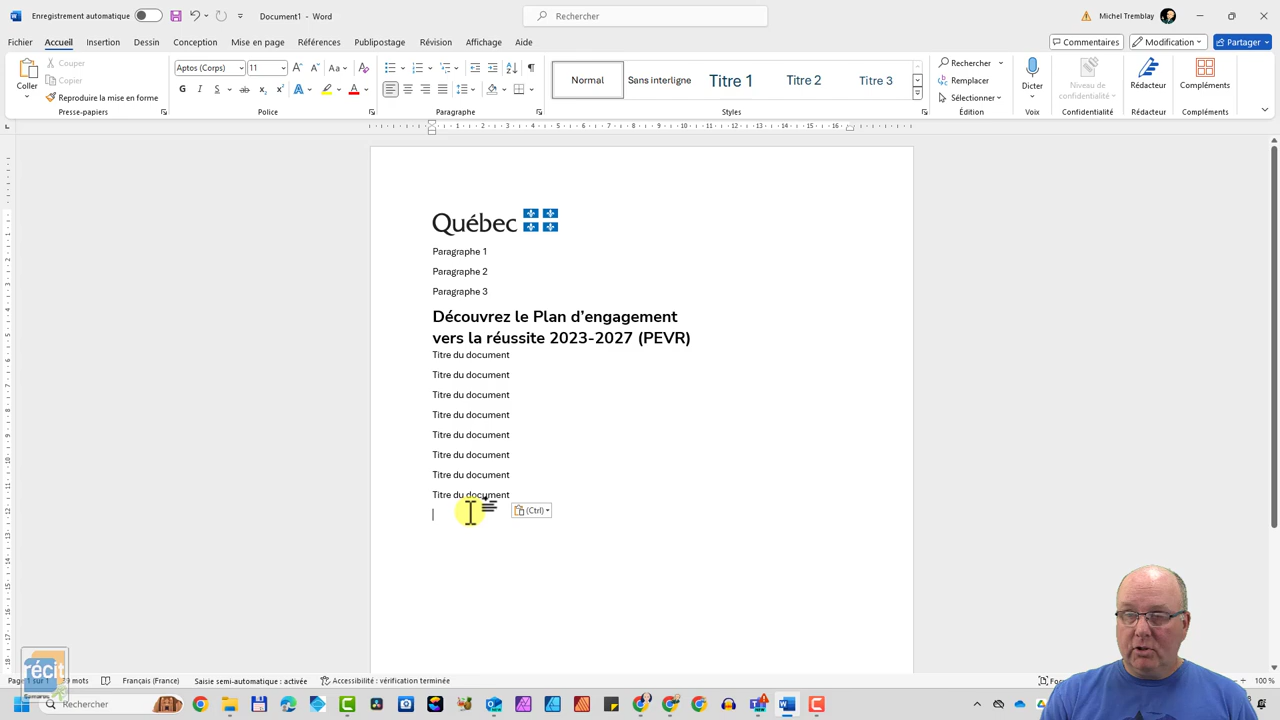 Enregistrement automatique
Document1 - Word
Rechercher
Michel Tremblay
Fichier
Accueil
Insertion
Dessin
Conception
Mise en page
Références
Publipostage
Révision
Affichage
Aide
Commentaires
Modification
Partager
Coller
Couper
Copier
Reproduire la mise en forme
Presse-papiers
Aptos (Corps)
11
Police
Paragraphe
Normal
Sans interligne
Titre 1
Titre 2
Titre 3
Styles
Rechercher
Remplacer
Sélectionner
Édition
Dicter
Voix
Niveau de
confidentialité
Confidentialité
Rédacteur
Rédacteur
Compléments
Compléments
Québec
Paragraphe 1
Paragraphe 2
Paragraphe 3
Découvrez le Plan d'engagement
vers la réussite 2023-2027 (PEVR)
Titre du document
Titre du document
Titre du document
Titre du document
Titre du document
Titre du document
Titre du document
Titre du document
(Ctrl)
récit
Page 1 sur 1
mots
Français (France)
Saisie semi-automatique : activée
Accessibilité : vérification terminée
100 %
Rechercher